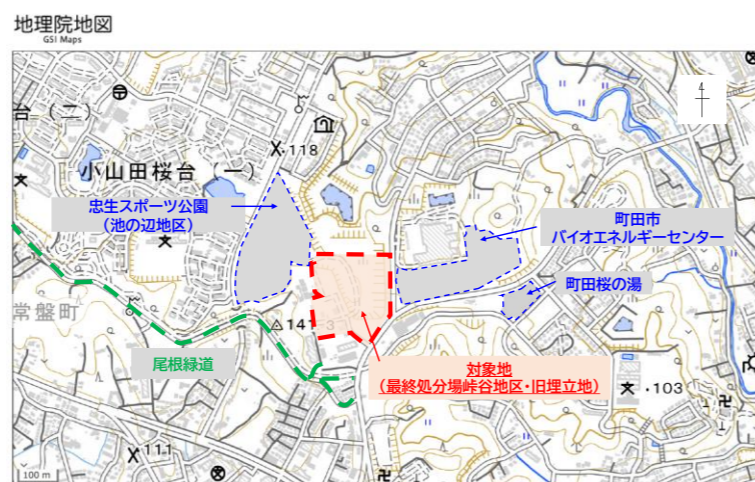 地理院地図
GSI Maps
台(二)
118
小山田桜台(一)
忠生スポーツ公園
(池の辺地区)
町田市
バイオエネルギーセンター
町田桜の湯
常盤町
141
3
尾根緑道
対象地
(最終処分場峠谷地区・旧埋立地)
文・103
111
100 m